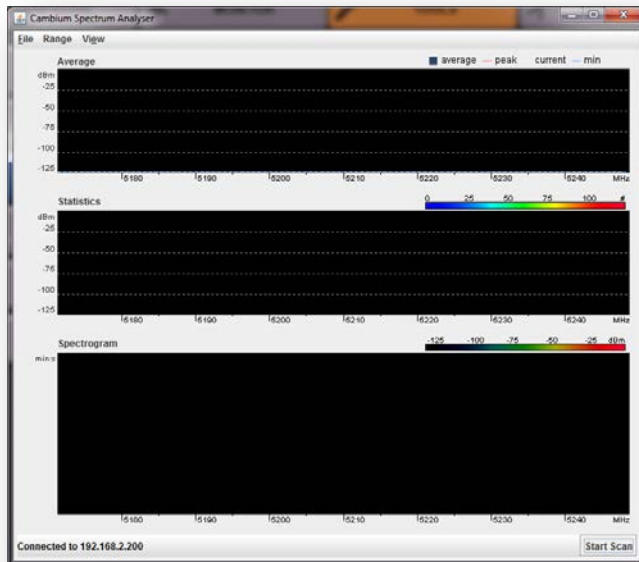 Cambium Spectrum Analyser
File Range View
Average average peak current min
dBm
-25
-50
-75
-100
-125
5180 5190 5200 5210 5220 5230 5240 MHz
Statistics 0 25 50 75 100 #
dBm
-25
-50
-75
-100
-125
5180 5190 5200 5210 5220 5230 5240 MHz
Spectrogram -125 -100 -75 -50 -25 dBm
min:s
5180 5190 5200 5210 5220 5230 5240 MHz
Connected to 192.168.2.200 Start Scan